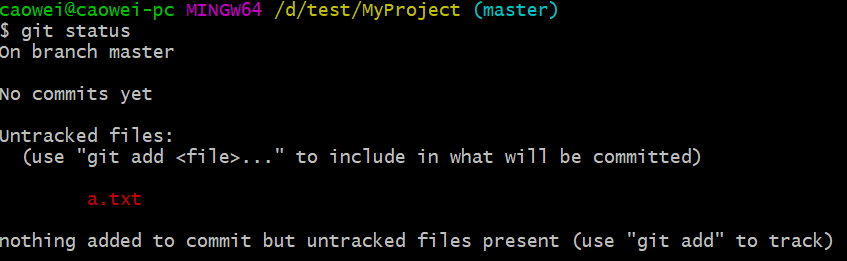 caowei@caowei-pc MINGW64 /d/test/MyProject (master)
$ git status
On branch master
No commits yet
Untracked files:
(use "git add <file>..." to include in what will be committed)
a.txt
nothing added to commit but untracked files present (use "git add" to track)